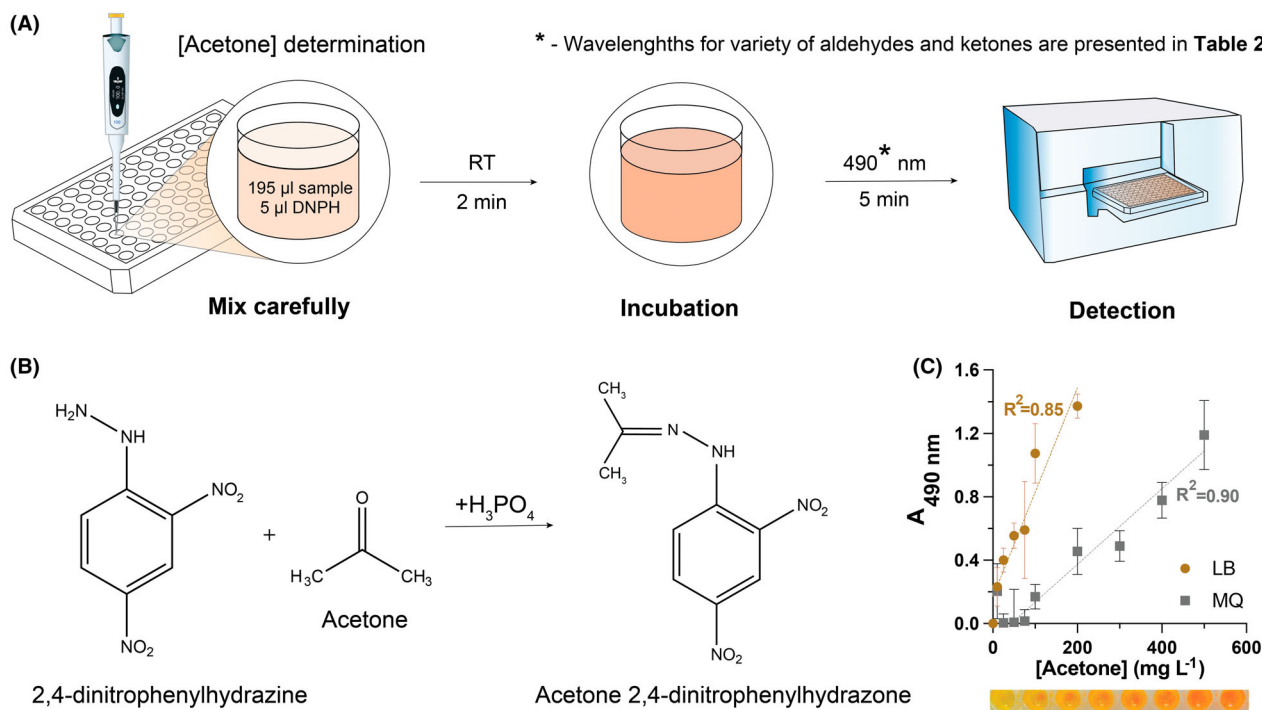 (A)
[Acetone] determination
* - Wavelenghths for variety of aldehydes and ketones are presented in Table 2
195 µl sample
5 µl DNPH
RT
2 min
490* nm
5 min
Mix carefully
Incubation
Detection
(B)
H₂N
NH
NO₂
NO₂
+
O
H₃C
CH₃
Acetone
+H₃PO₄
CH₃
N
CH₃
NH
NO₂
NO₂
2,4-dinitrophenylhydrazine
Acetone 2,4-dinitrophenylhydrazone
(C)
1.6
1.2
0.8
0.4
0.0
A490 nm
R²=0.85
R²=0.90
LB
MQ
0 200 400 600
[Acetone] (mg L⁻¹)